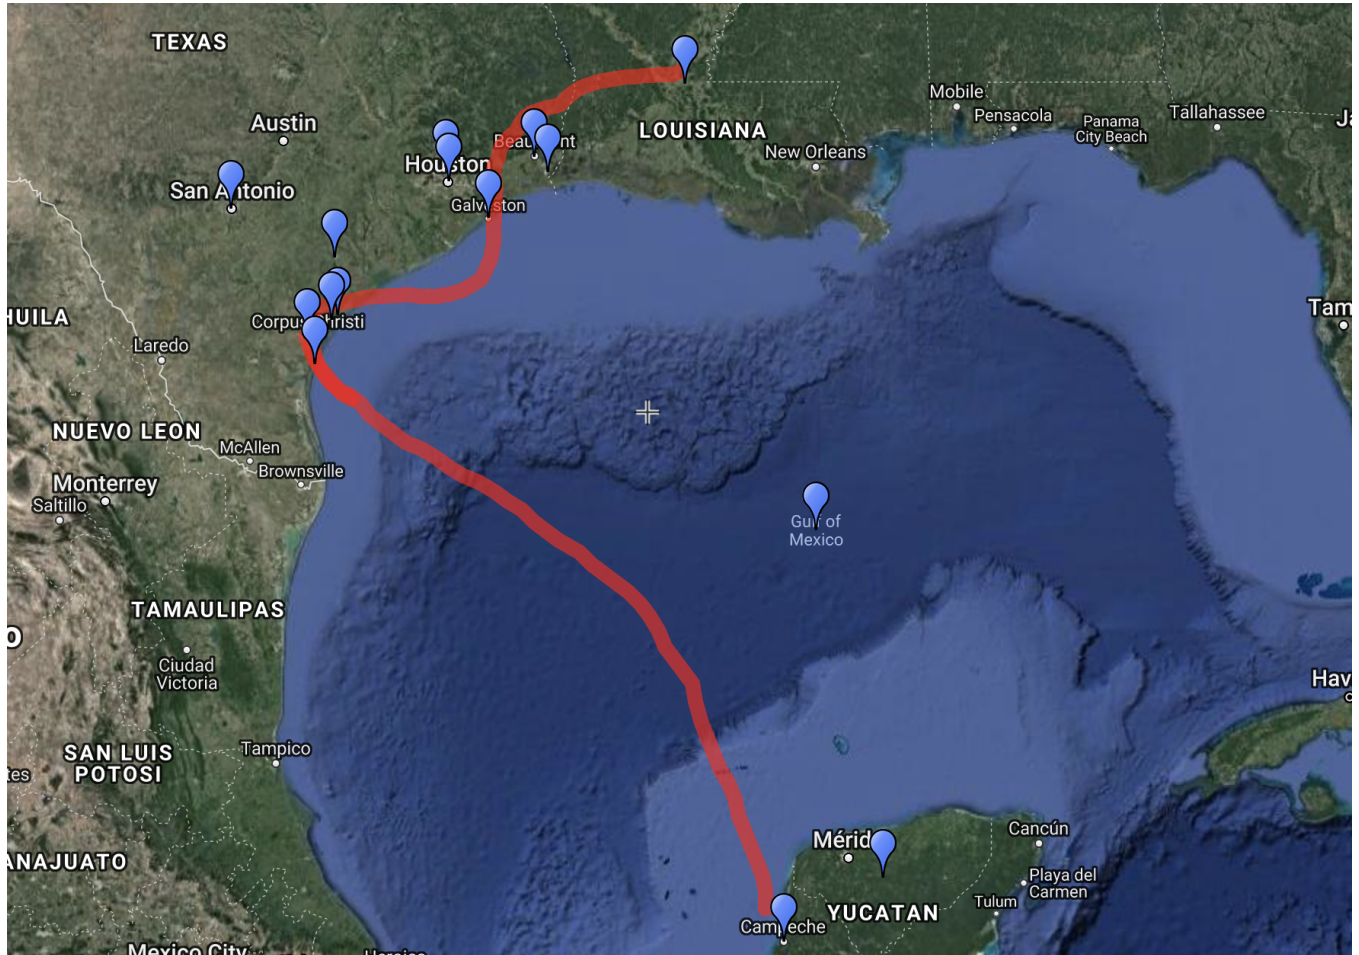 TEXAS
Mobile
Pensacola
Tallahassee
Panama
City Beach
Austin
LOUISIANA
Houston
New Orleans
San Antonio
Galveston
Tam
HUILA
Corpus Christi
Laredo
NUEVO LEON
McAllen
Brownsville
Monterrey
Saltillo
Gulf of
Mexico
TAMAULIPAS
Ciudad
Victoria
Hav
SAN LUIS
POTOSI
Tampico
tes
Mérid
Cancún
ANAJUATO
Playa del
Carmen
Tulum
YUCATAN
Campeche
Mexico City